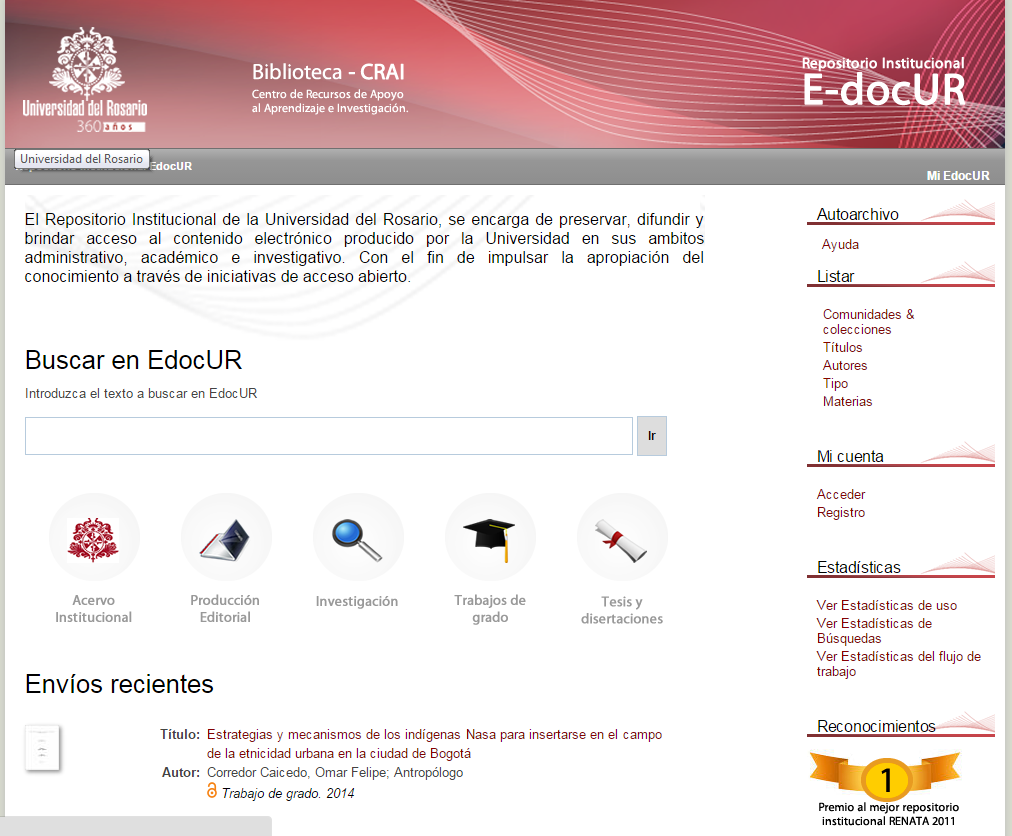 Universidad del Rosario
360 años
Biblioteca - CRAI
Centro de Recursos de Apoyo
al Aprendizaje e Investigación.
Repositorio Institucional
E-docUR
Universidad del Rosario
EdocUR
Mi EdocUR
El Repositorio Institucional de la Universidad del Rosario, se encarga de preservar, difundir y
brindar acceso al contenido electrónico producido por la Universidad en sus ambitos
administrativo, académico e investigativo. Con el fin de impulsar la apropiación del
conocimiento a través de iniciativas de acceso abierto.
Buscar en EdocUR
Introduzca el texto a buscar en EdocUR
Ir
Acervo
Institucional
Producción
Editorial
Investigación
Trabajos de
grado
Tesis y
disertaciones
Envíos recientes
Título: Estrategias y mecanismos de los indígenas Nasa para insertarse en el campo
de la etnicidad urbana en la ciudad de Bogotá
Autor: Corredor Caicedo, Omar Felipe; Antropólogo
Trabajo de grado. 2014
Autoarchivo
Ayuda
Listar
Comunidades &
colecciones
Títulos
Autores
Tipo
Materias
Mi cuenta
Acceder
Registro
Estadísticas
Ver Estadísticas de uso
Ver Estadísticas de
Búsquedas
Ver Estadísticas del flujo de
trabajo
Reconocimientos
1
Premio al mejor repositorio
institucional RENATA 2011